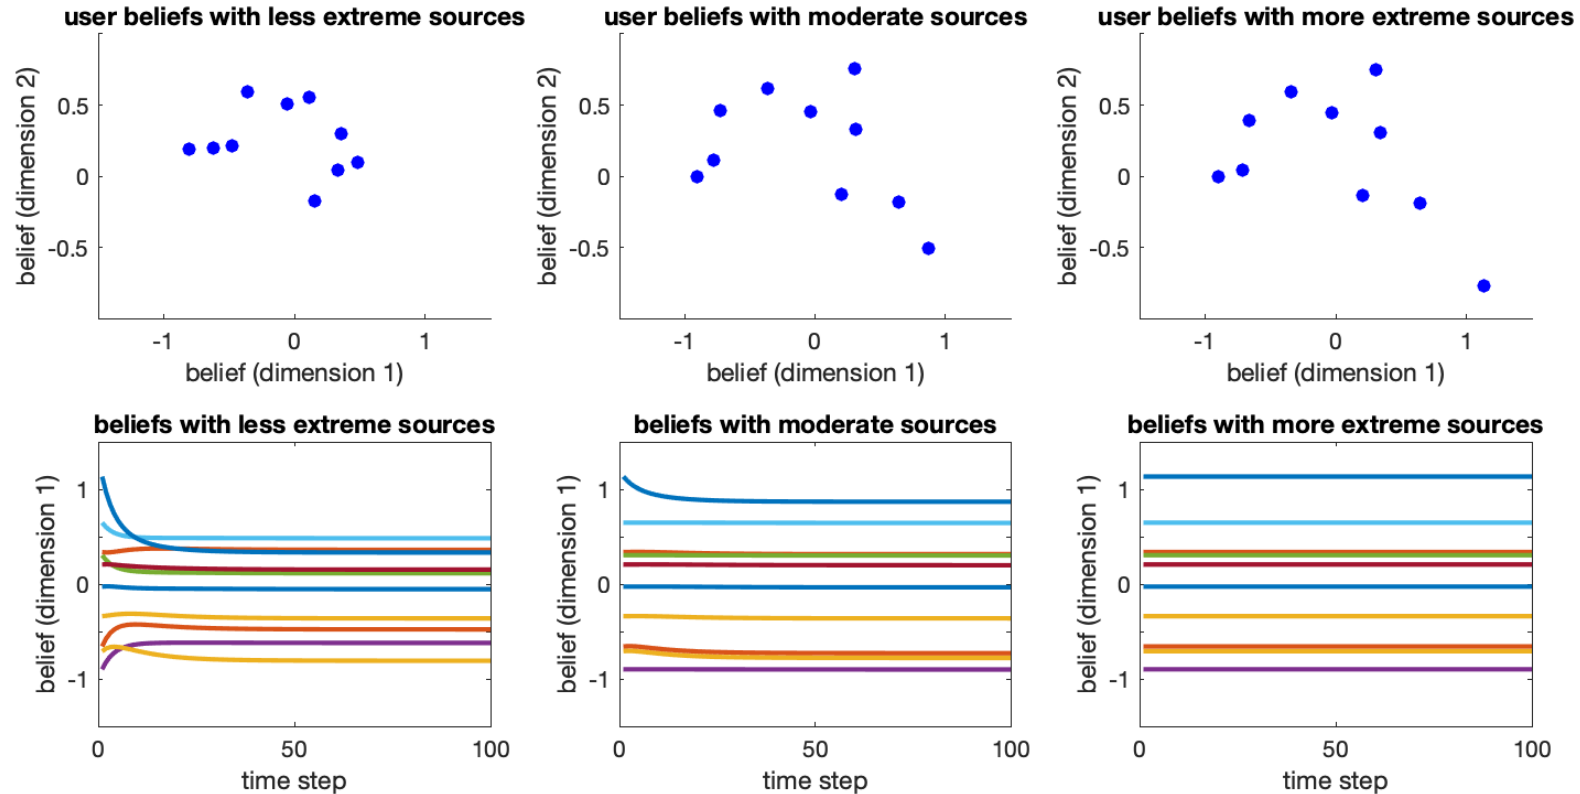 user beliefs with less extreme sources
belief (dimension 2)
0.5
0
-0.5
-1
0
1
belief (dimension 1)
user beliefs with moderate sources
belief (dimension 2)
0.5
0
-0.5
-1
0
1
belief (dimension 1)
user beliefs with more extreme sources
belief (dimension 2)
0.5
0
-0.5
-1
0
1
belief (dimension 1)
beliefs with less extreme sources
belief (dimension 1)
1
0
-1
0
50
100
time step
beliefs with moderate sources
belief (dimension 1)
1
0
-1
0
50
100
time step
beliefs with more extreme sources
belief (dimension 1)
1
0
-1
0
50
100
time step